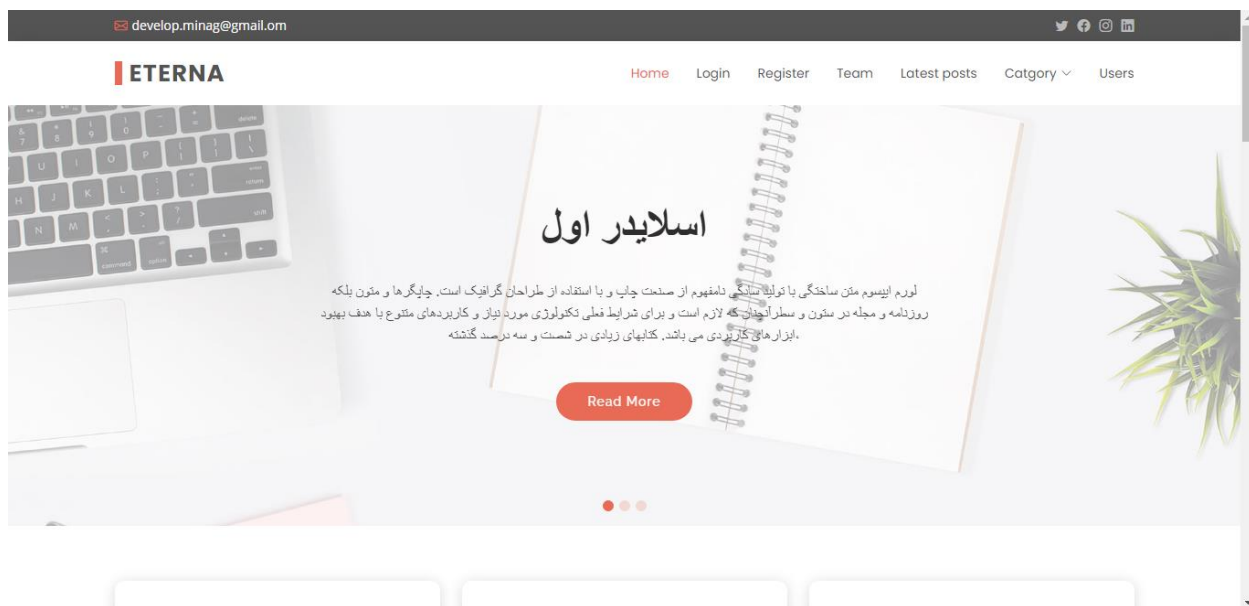 develop.minag@gmail.om
ETERNA
Home Login Register Team Latest posts Catgory Users
اسلایدر اول
لورم ایپسوم متن ساختگی با تولید سادگی نامفهوم از صنعت چاپ و با استفاده از طراحان گرافیک است. چاپگرها و متون بلکه
روزنامه و مجله در ستون و سطرآنچنان که لازم است و برای شرایط فعلی تکنولوژی مورد نیاز و کاربردهای متنوع با هدف بهبود
ابزارهای کاربردی می باشد. کتابهای زیادی در شصت و سه درصد گذشته،
Read More